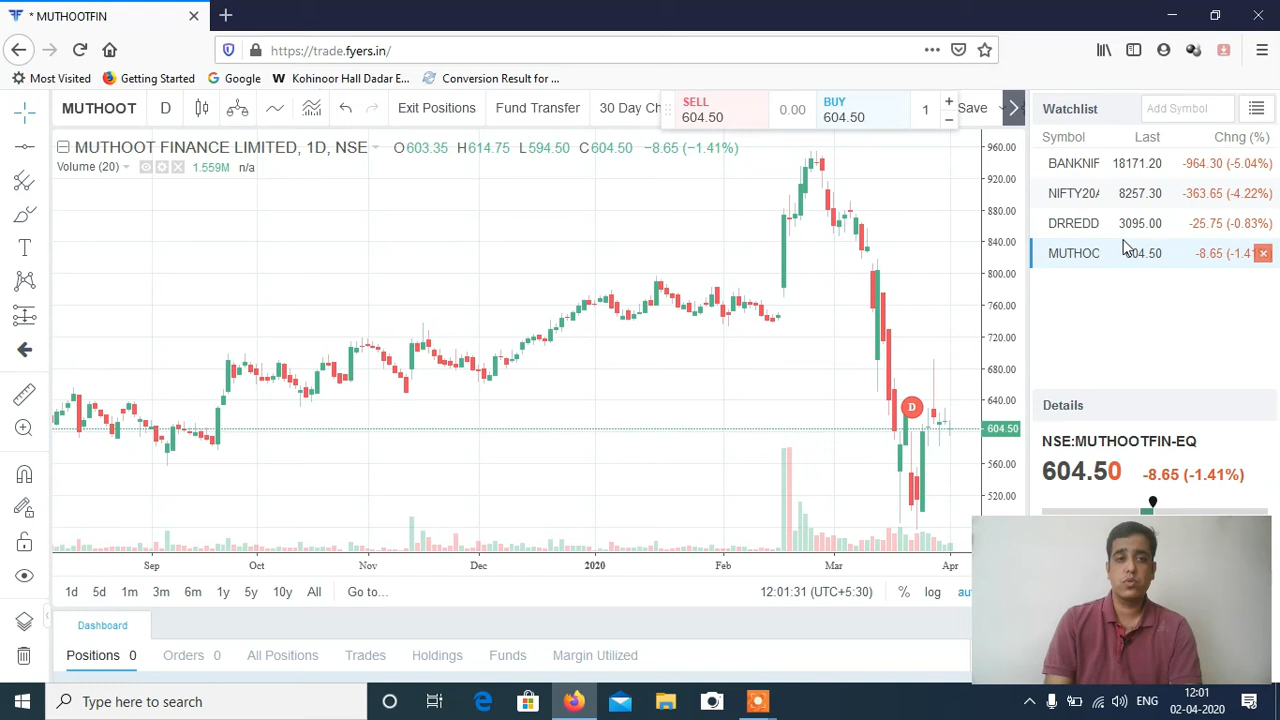 * MUTHOOTFIN
https://trade.fyers.in/
Most Visited
Getting Started
Google
Kohinoor Hall Dadar E...
Conversion Result for ...
MUTHOOT
D
Exit Positions
Fund Transfer
30 Day Ch
SELL
604.50
0.00
BUY
604.50
1
Save
Watchlist
Add Symbol
MUTHOOT FINANCE LIMITED, 1D, NSE O603.35 H614.75 L594.50 C604.50 −8.65 (−1.41%)
Volume (20) 1.559M n/a
Symbol Last Chng (%)
BANKNIF 18171.20 -964.30 (-5.04%)
NIFTY20A 8257.30 -363.65 (-4.22%)
DRREDD 3095.00 -25.75 (-0.83%)
MUTHOC 04.50 -8.65 (-1.41
960.00
920.00
880.00
840.00
800.00
760.00
720.00
680.00
640.00
604.50
560.00
520.00
D
Details
NSE:MUTHOOTFIN-EQ
604.50 -8.65 (-1.41%)
Sep Oct Nov Dec 2020 Feb Mar Apr
1d 5d 1m 3m 6m 1y 5y 10y All Go to...
12:01:31 (UTC+5:30) % log au
Dashboard
Positions 0 Orders 0 All Positions Trades Holdings Funds Margin Utilized
Type here to search
ENG
12:01
02-04-2020